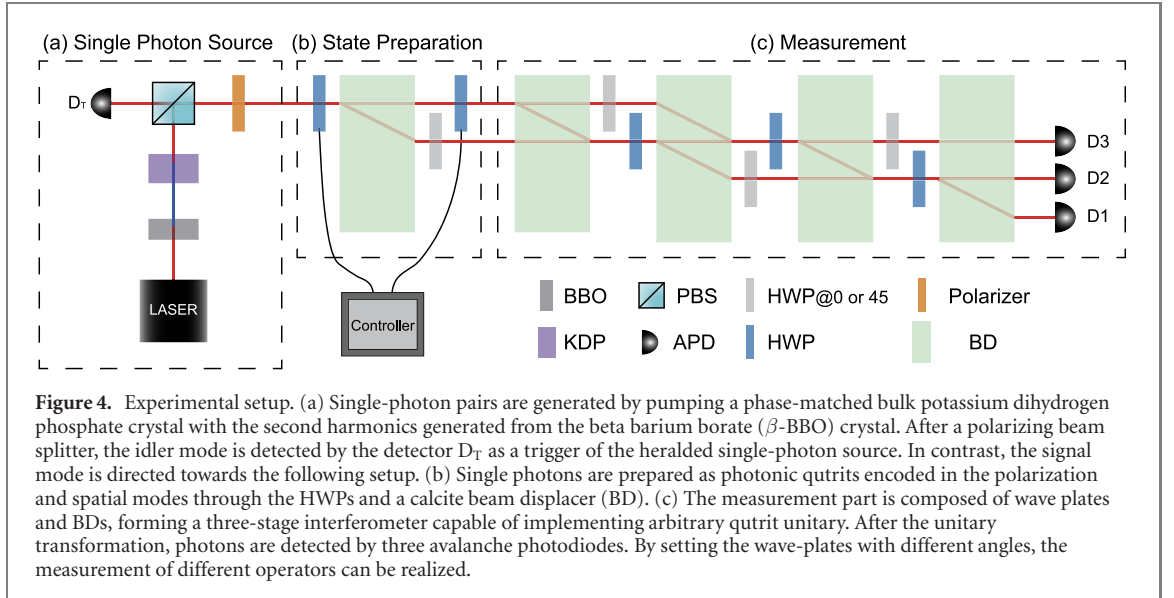 (a) Single Photon Source
(b) State Preparation
(c) Measurement
DT
LASER
Controller
D3
D2
D1
BBO
PBS
HWP@0 or 45
Polarizer
KDP
APD
HWP
BD
Figure 4. Experimental setup. (a) Single-photon pairs are generated by pumping a phase-matched bulk potassium dihydrogen
phosphate crystal with the second harmonics generated from the beta barium borate (β-BBO) crystal. After a polarizing beam
splitter, the idler mode is detected by the detector DT as a trigger of the heralded single-photon source. In contrast, the signal
mode is directed towards the following setup. (b) Single photons are prepared as photonic qutrits encoded in the polarization
and spatial modes through the HWPs and a calcite beam displacer (BD). (c) The measurement part is composed of wave plates
and BDs, forming a three-stage interferometer capable of implementing arbitrary qutrit unitary. After the unitary
transformation, photons are detected by three avalanche photodiodes. By setting the wave-plates with different angles, the
measurement of different operators can be realized.